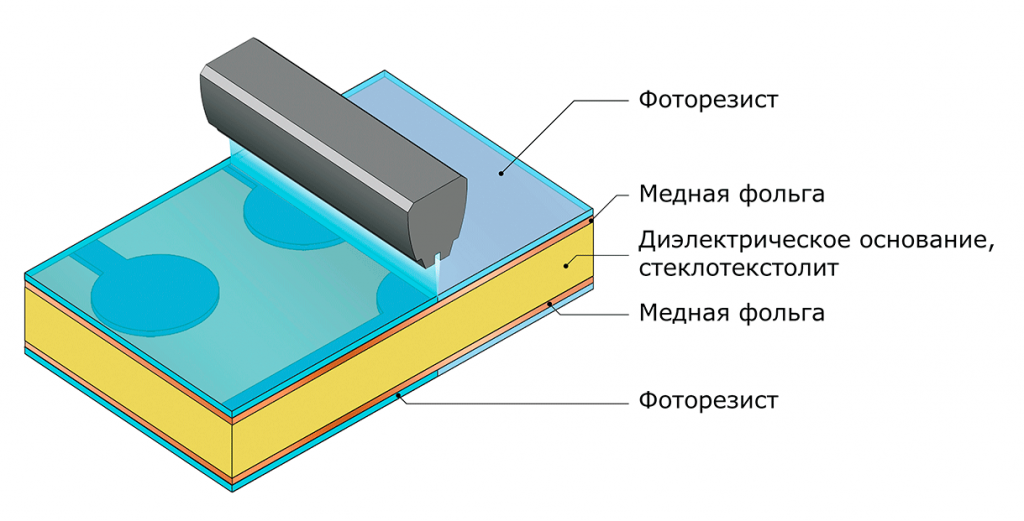 Фоторезист
Медная фольга
Диэлектрическое основание,
стеклотекстолит
Медная фольга
Фоторезист